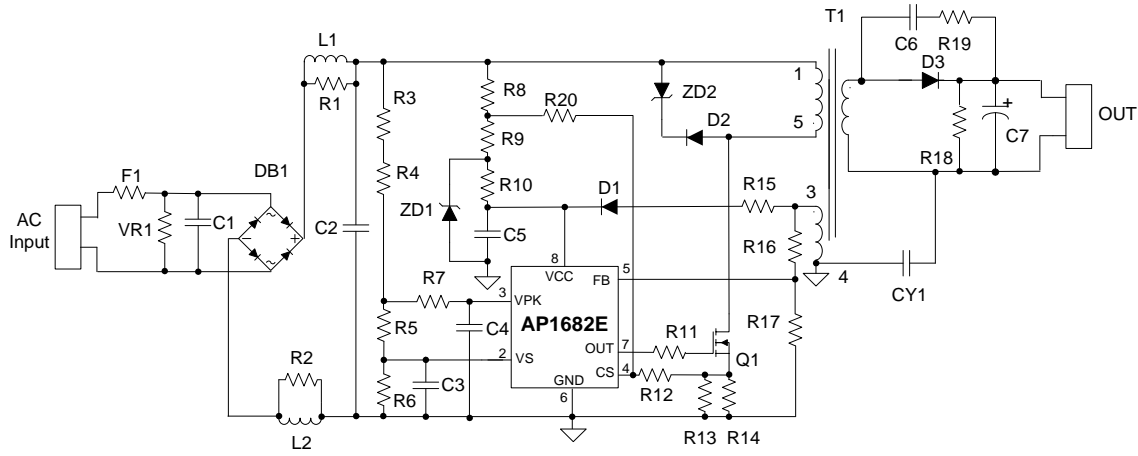 T1
L1
C6
R19
R1
R3
R8
R20
ZD2
1
D3
D2
5
C7
OUT
R9
R18
F1
DB1
R4
R10
D1
R15
3
AC
Input
VR1
C1
C2
ZD1
C5
R16
4
CY1
8
VCC
R7
3
VPK
FB
5
C4
AP1682E
R17
R5
2
VS
OUT
7
R11
Q1
R2
C3
CS
4
R12
R6
GND
6
R13
R14
L2